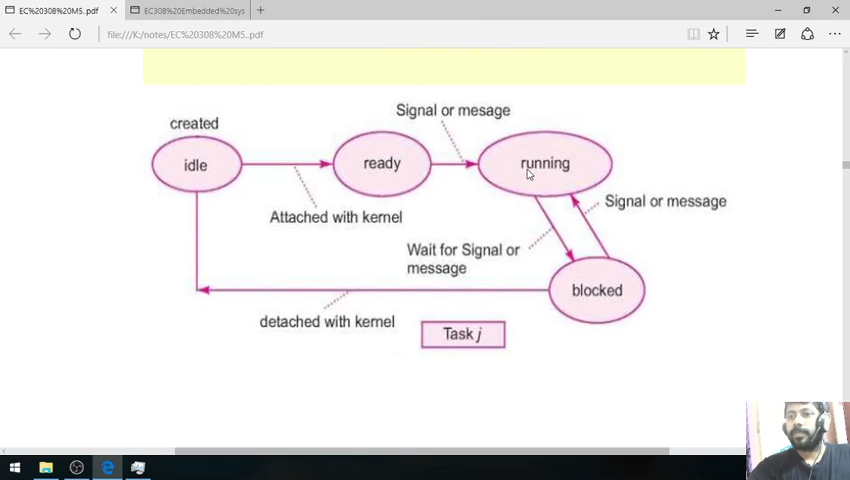 EC%20308%20M5..pdf
EC308%20Embedded%20sys
file:///K:/notes/EC%20308%20M5..pdf
Signal or mesage
created
idle
ready
running
Attached with kernel
Signal or message
Wait for Signal or
message
blocked
detached with kernel
Task j